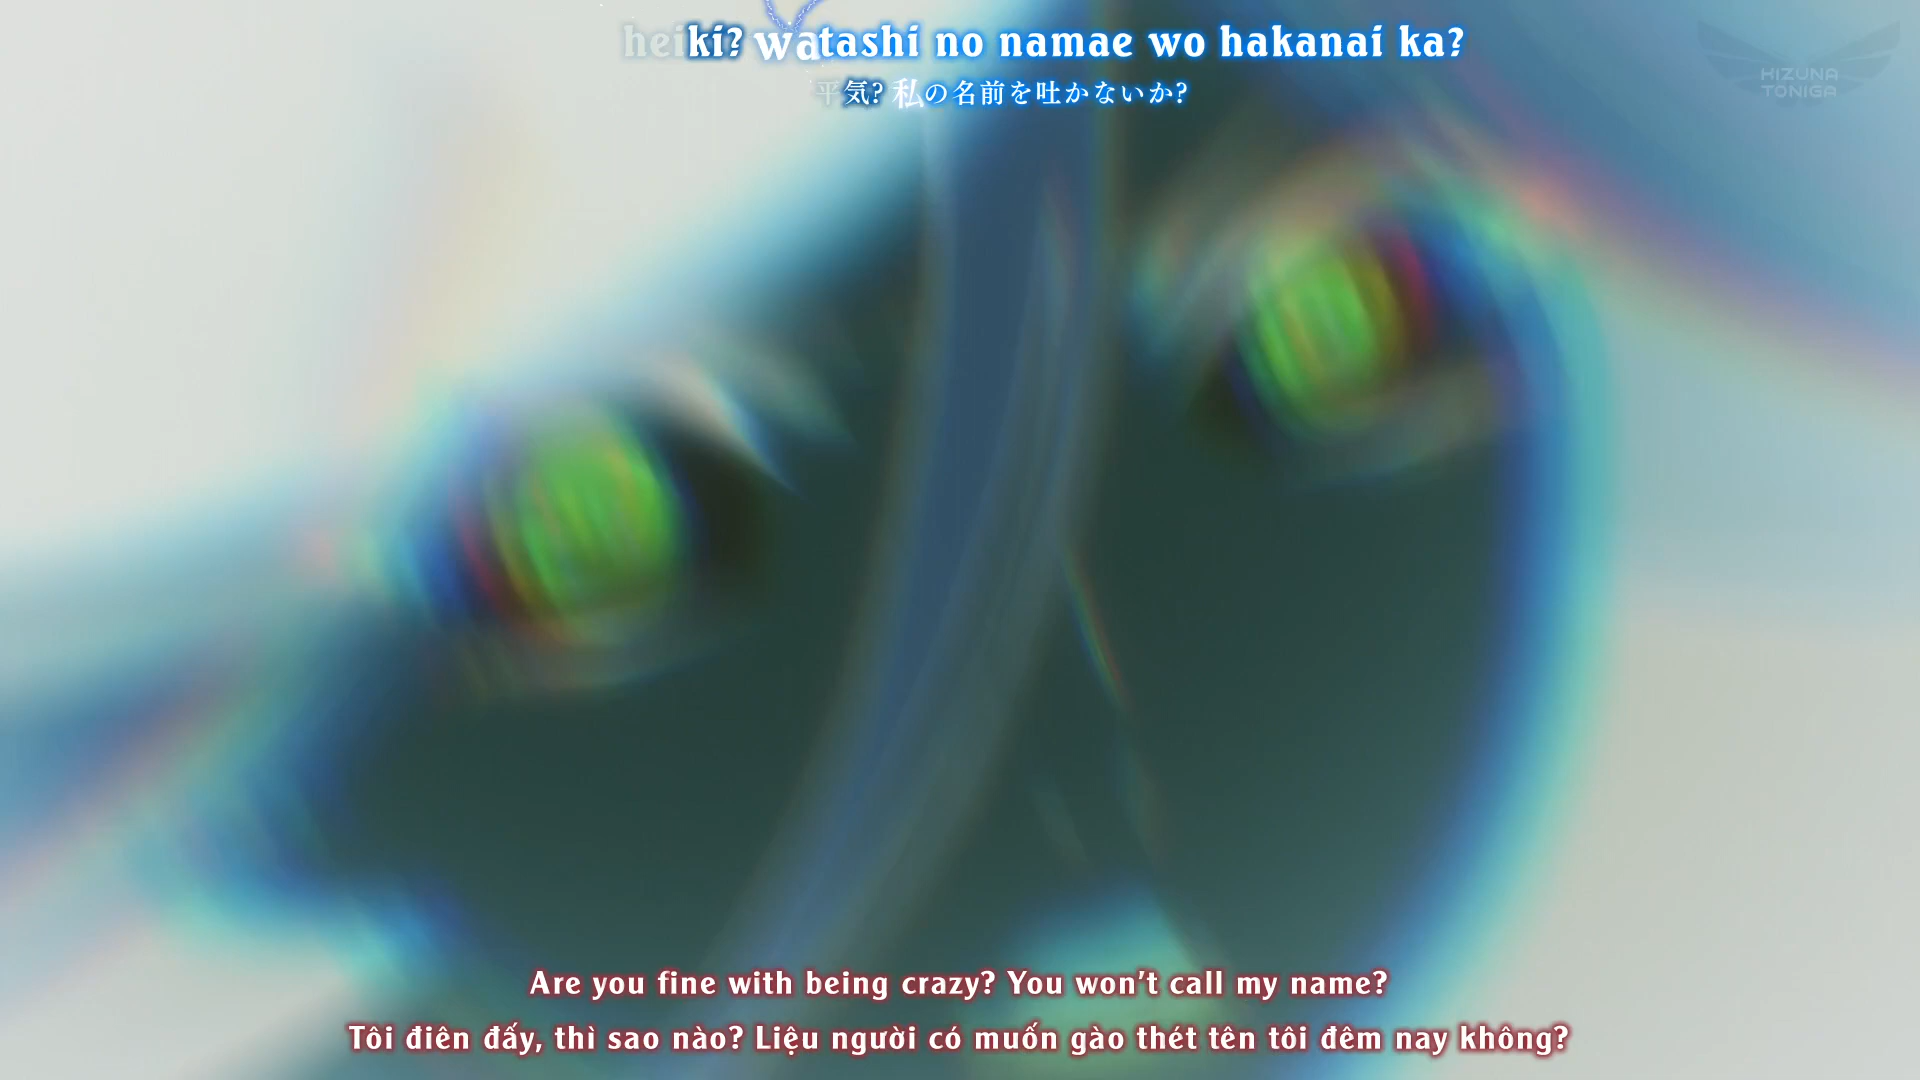 heiki? watashi no namae wo hakanai ka?
平気? 私の名前を吐かないか?
KIZUNA
TONIGA
Are you fine with being crazy? You won't call my name?
Tôi điên đấy, thì sao nào? Liệu người có muốn gào thét tên tôi đêm nay không?